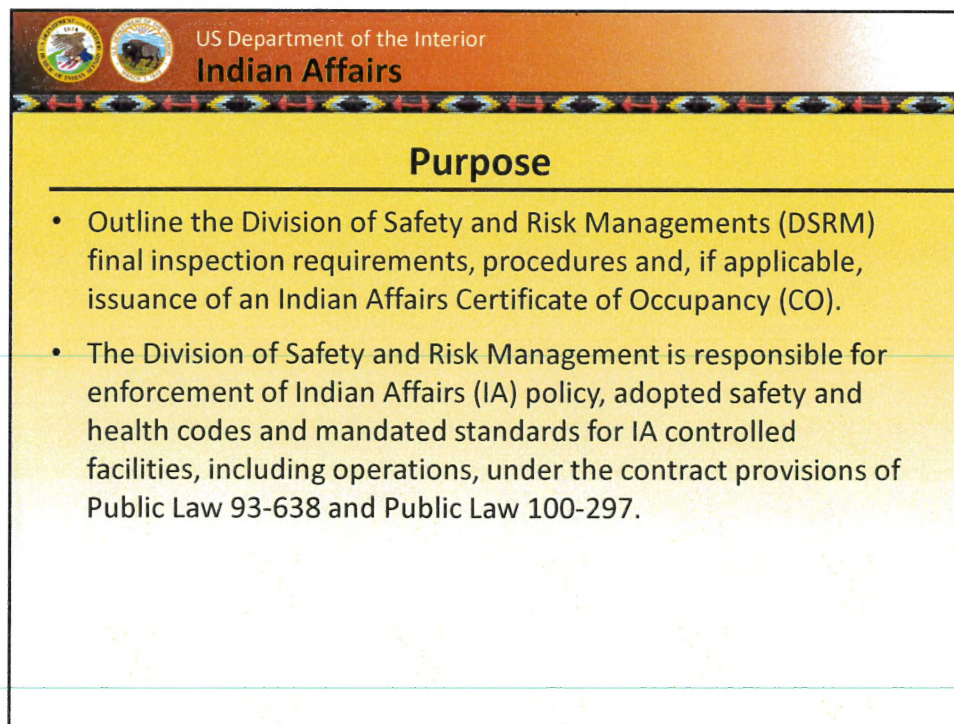 US Department of the Interior
Indian Affairs
Purpose
• Outline the Division of Safety and Risk Managements (DSRM)
final inspection requirements, procedures and, if applicable,
issuance of an Indian Affairs Certificate of Occupancy (CO).
• The Division of Safety and Risk Management is responsible for
enforcement of Indian Affairs (IA) policy, adopted safety and
health codes and mandated standards for IA controlled
facilities, including operations, under the contract provisions of
Public Law 93-638 and Public Law 100-297.